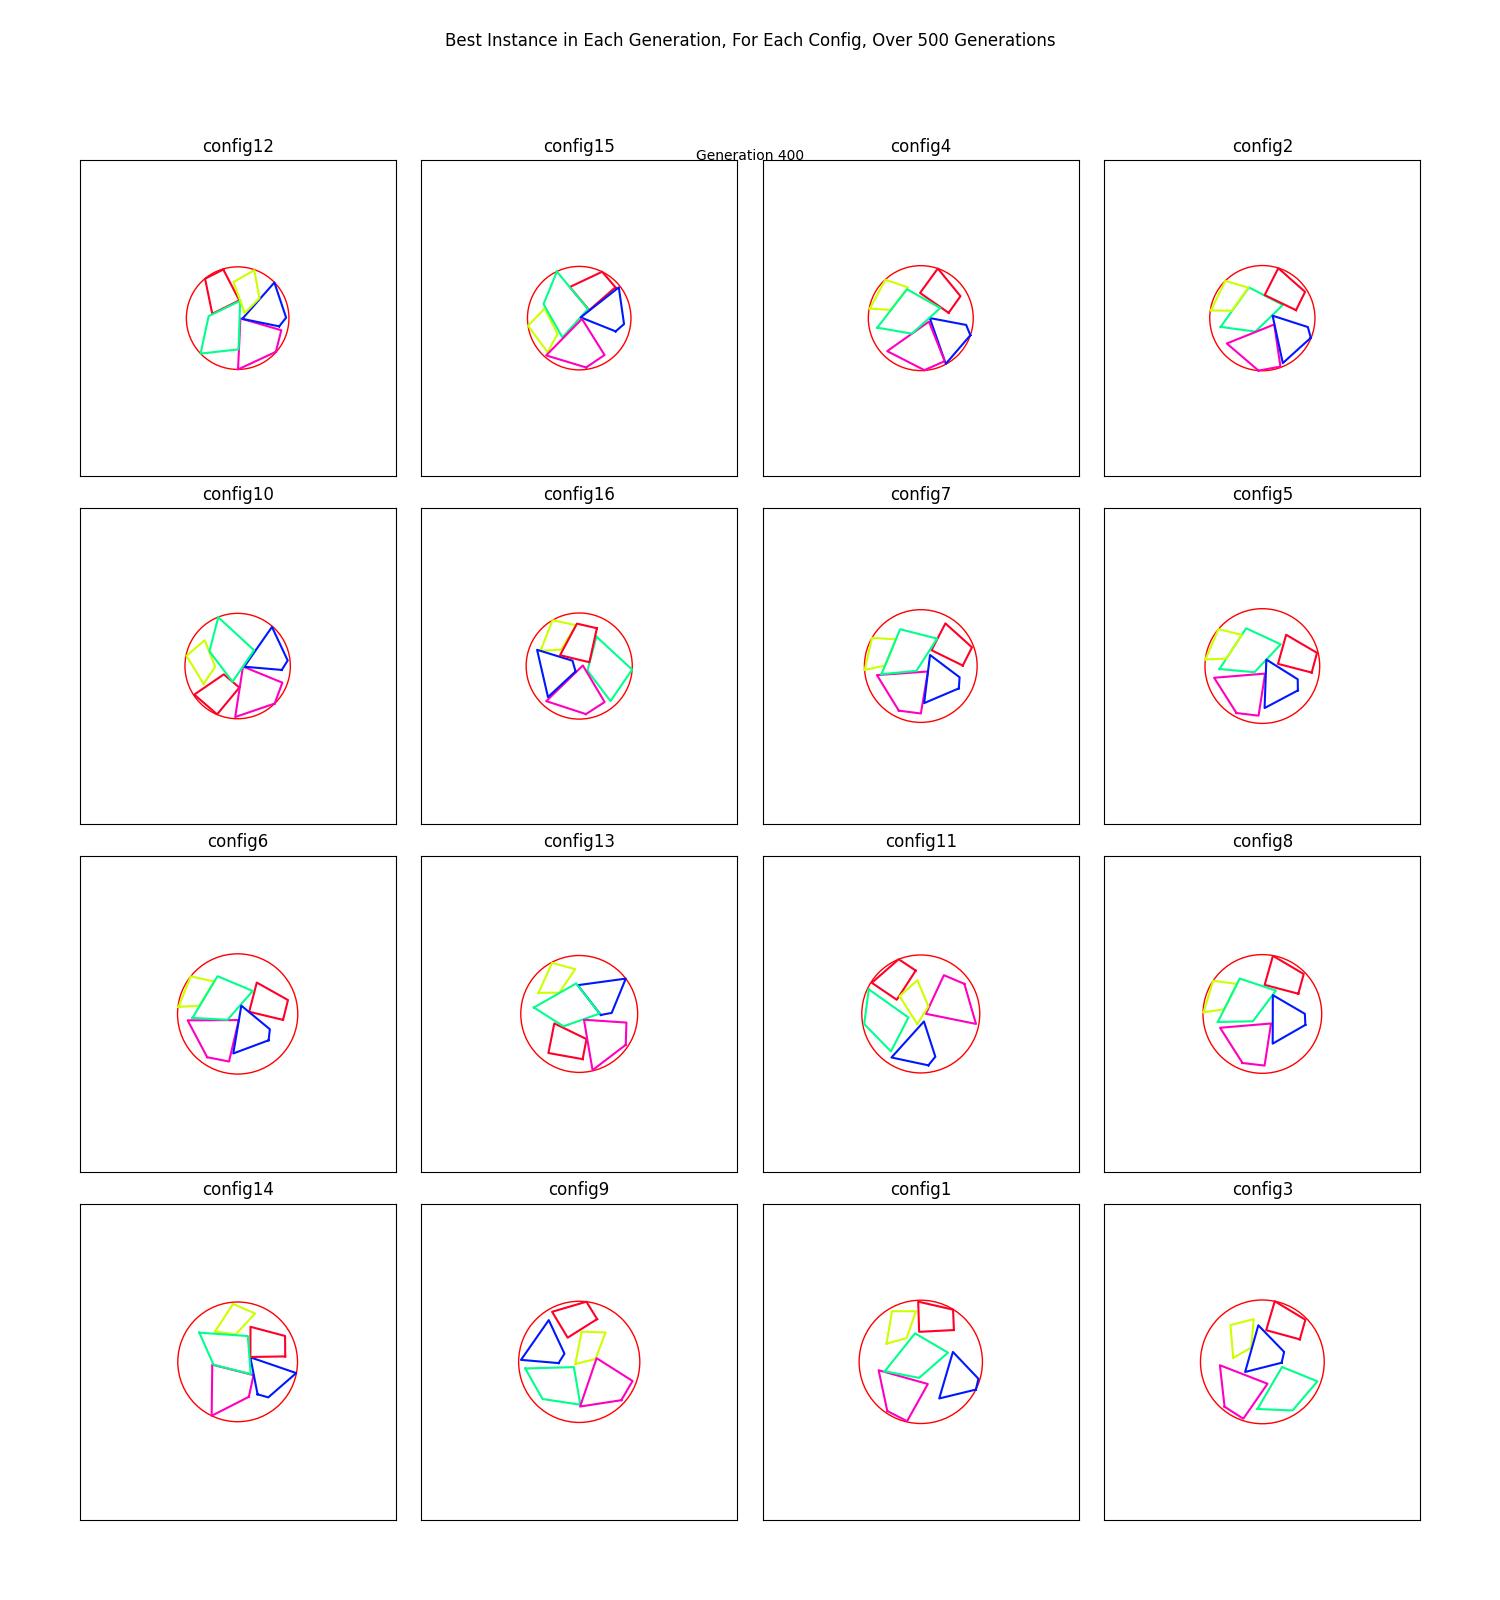 Best Instance in Each Generation, For Each Config, Over 500 Generations
Generation 400
config12
config15
config4
config2
config10
config16
config7
config5
config6
config13
config11
config8
config14
config9
config1
config3